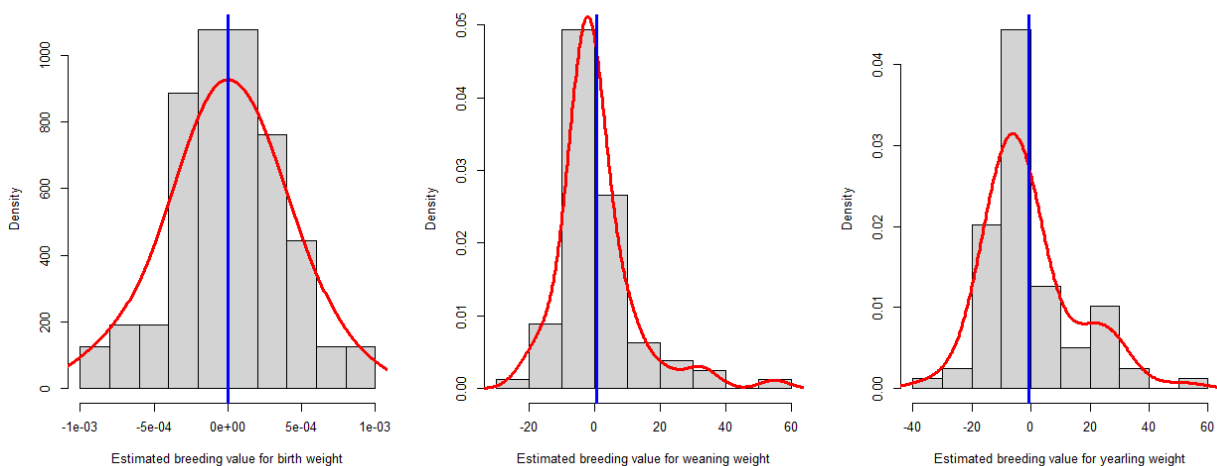 Density
0
200
400
600
800
1000
-1e-03
-5e-04
0e+00
5e-04
1e-03
Estimated breeding value for birth weight
Density
0.00
0.01
0.02
0.03
0.04
0.05
-20
0
20
40
60
Estimated breeding value for weaning weight
Density
0.00
0.01
0.02
0.03
0.04
-40
-20
0
20
40
60
Estimated breeding value for yearling weight